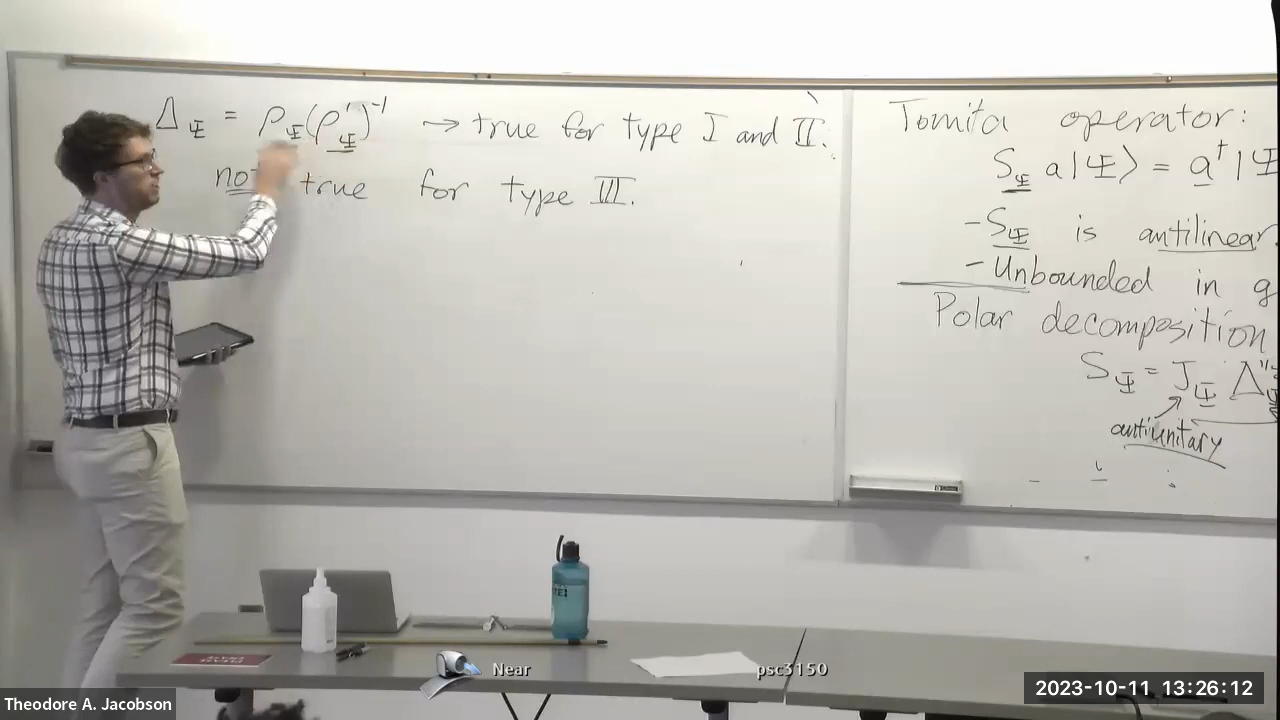 Δ_Ψ = ρ_Ψ (ρ'_Ψ)^-1 → true for type I and II.
not true for type III.
Tomita operator:
S_Ψ a|Ψ⟩ = a†|Ψ
- S_Ψ is antilinear
- Unbounded in g
Polar decomposition
S_Ψ = J_Ψ Δ
antiunitary
Near
psc3150
2023-10-11 13:26:12
Theodore A. Jacobson